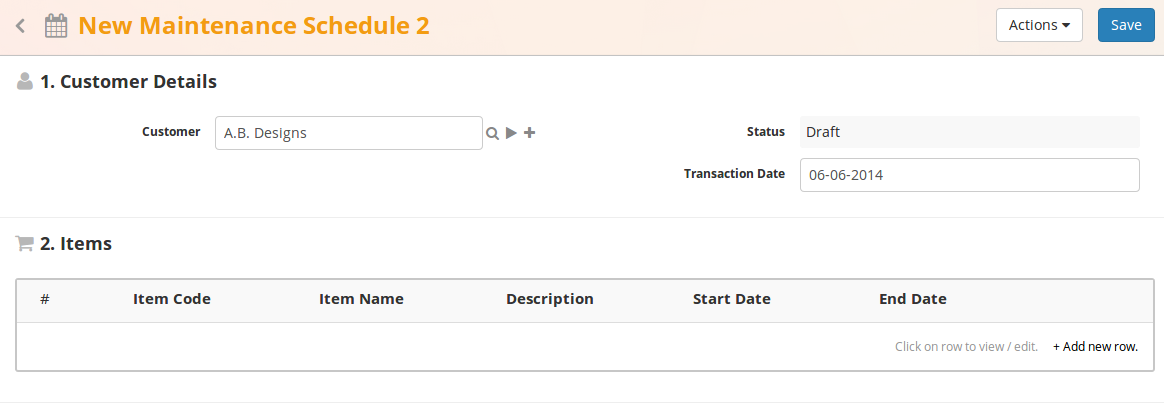 New Maintenance Schedule 2
Actions
Save
1. Customer Details
Customer
A.B. Designs
Status
Draft
Transaction Date
06-06-2014
2. Items
# Item Code Item Name Description Start Date End Date
Click on row to view / edit. + Add new row.